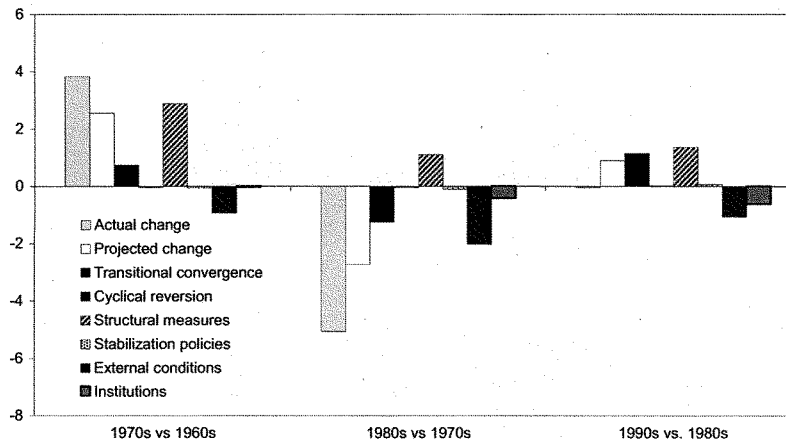 6
4
2
0
-2
-4
-6
-8
Actual change
Projected change
Transitional convergence
Cyclical reversion
Structural measures
Stabilization policies
External conditions
Institutions
1970s vs 1960s
1980s vs 1970s
1990s vs. 1980s